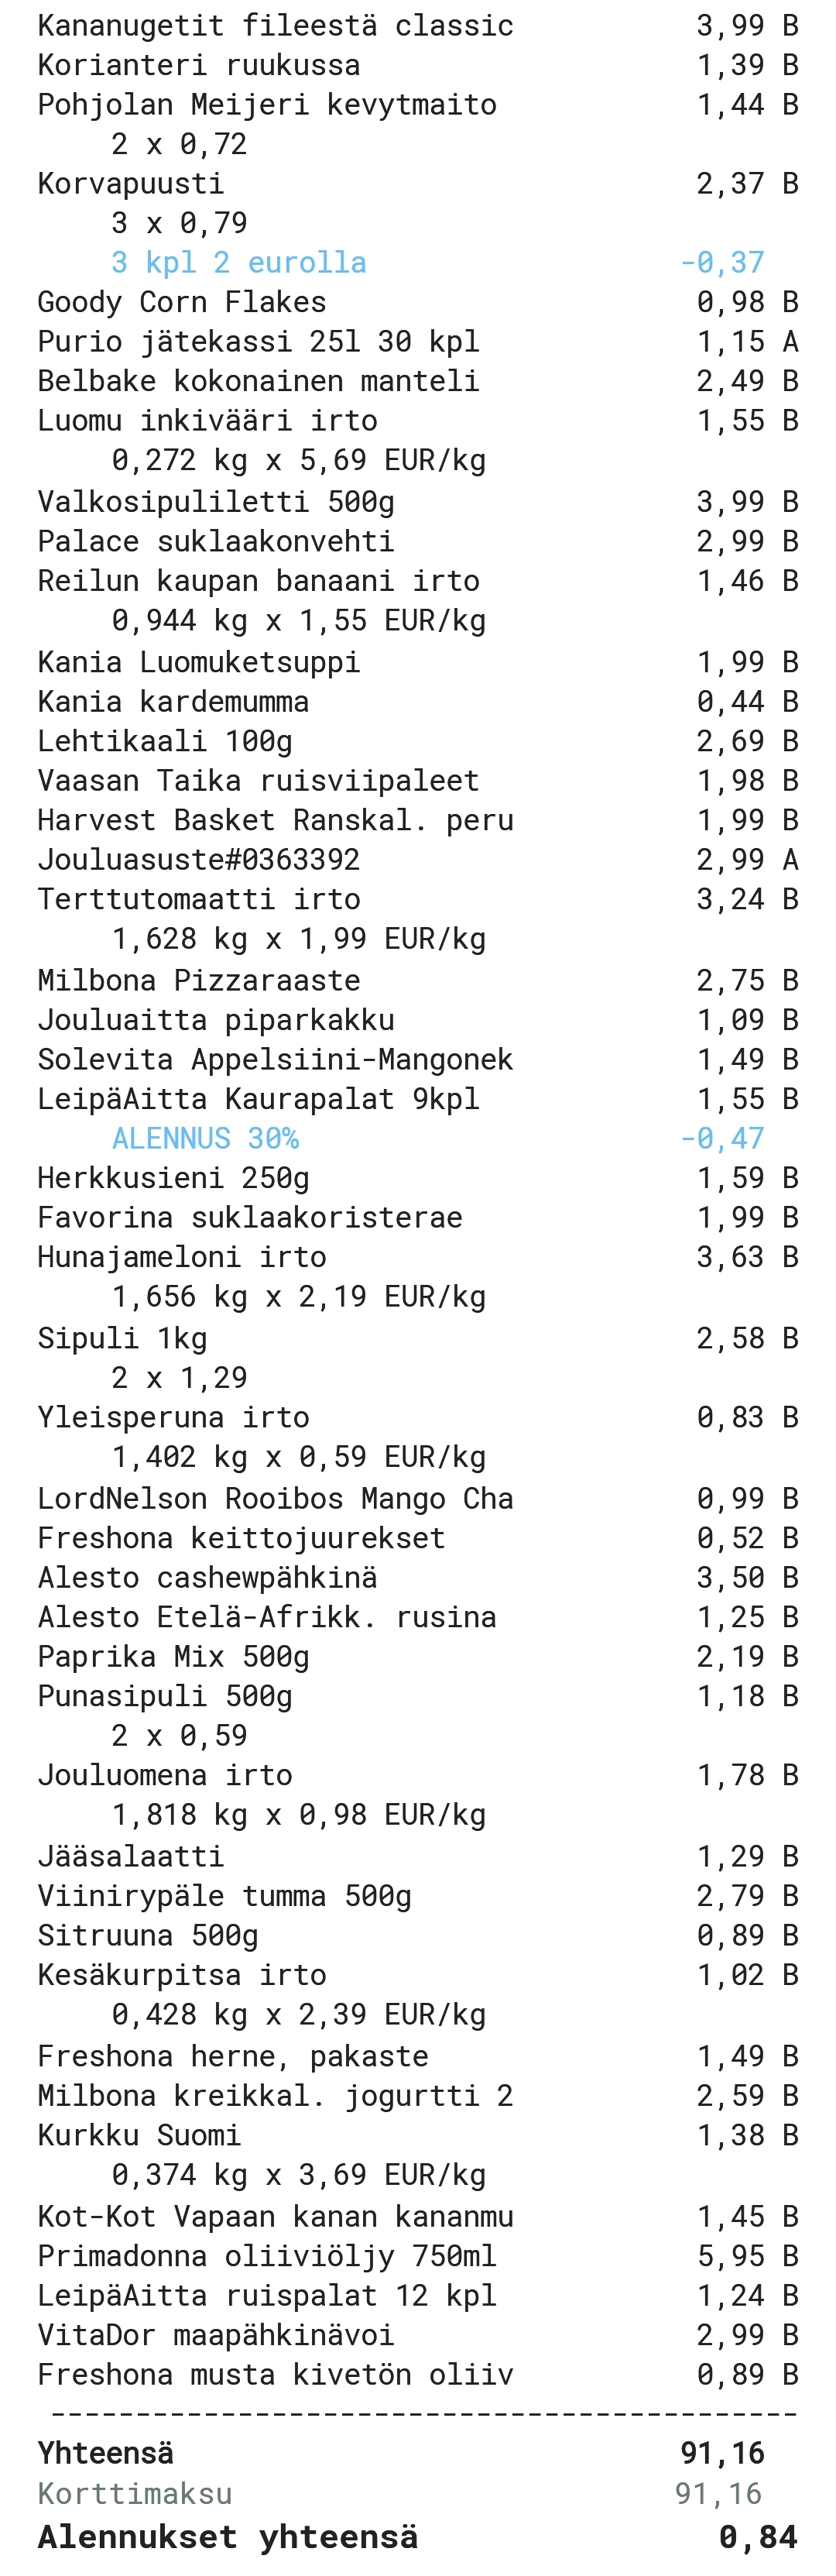 Kananugetit fileestä classic 3,99 B
Korianteri ruukussa 1,39 B
Pohjolan Meijeri kevytmaito 1,44 B
2 x 0,72
Korvapuusti 2,37 B
3 x 0,79
3 kpl 2 eurolla -0,37
Goody Corn Flakes 0,98 B
Purio jätekassi 25l 30 kpl 1,15 A
Belbake kokonainen manteli 2,49 B
Luomu inkivääri irto 1,55 B
0,272 kg x 5,69 EUR/kg
Valkosipuliletti 500g 3,99 B
Palace suklaakonvehti 2,99 B
Reilun kaupan banaani irto 1,46 B
0,944 kg x 1,55 EUR/kg
Kania Luomuketsuppi 1,99 B
Kania kardemumma 0,44 B
Lehtikaali 100g 2,69 B
Vaasan Taika ruisviipaleet 1,98 B
Harvest Basket Ranskal. peru 1,99 B
Jouluasuste#0363392 2,99 A
Terttutomaatti irto 3,24 B
1,628 kg x 1,99 EUR/kg
Milbona Pizzaraaste 2,75 B
Jouluaitta piparkakku 1,09 B
Solevita Appelsiini-Mangonek 1,49 B
LeipäAitta Kaurapalat 9kpl 1,55 B
ALENNUS 30% -0,47
Herkkusieni 250g 1,59 B
Favorina suklaakoristerae 1,99 B
Hunajameloni irto 3,63 B
1,656 kg x 2,19 EUR/kg
Sipuli 1kg 2,58 B
2 x 1,29
Yleisperuna irto 0,83 B
1,402 kg x 0,59 EUR/kg
LordNelson Rooibos Mango Cha 0,99 B
Freshona keittojuurekset 0,52 B
Alesto cashewpähkinä 3,50 B
Alesto Etelä-Afrikk. rusina 1,25 B
Paprika Mix 500g 2,19 B
Punasipuli 500g 1,18 B
2 x 0,59
Jouluomena irto 1,78 B
1,818 kg x 0,98 EUR/kg
Jääsalaatti 1,29 B
Viinirypäle tumma 500g 2,79 B
Sitruuna 500g 0,89 B
Kesäkurpitsa irto 1,02 B
0,428 kg x 2,39 EUR/kg
Freshona herne, pakaste 1,49 B
Milbona kreikkal. jogurtti 2 2,59 B
Kurkku Suomi 1,38 B
0,374 kg x 3,69 EUR/kg
Kot-Kot Vapaan kanan kananmu 1,45 B
Primadonna oliiviöljy 750ml 5,95 B
LeipäAitta ruispalat 12 kpl 1,24 B
VitaDor maapähkinävoi 2,99 B
Freshona musta kivetön oliiv 0,89 B
--------------------------------------------
Yhteensä 91,16
Korttimaksu 91,16
Alennukset yhteensä 0,84